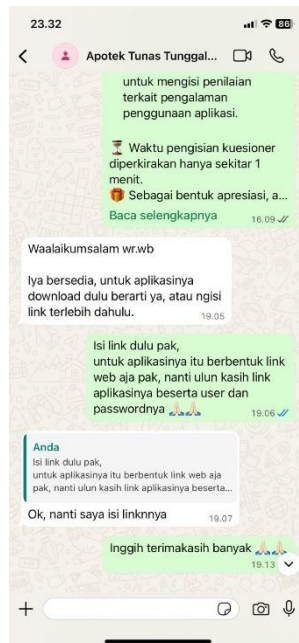 23.32
86
Apotek Tunas Tunggal...
untuk mengisi penilaian
terkait pengalaman
penggunaan aplikasi.
⏳ Waktu pengisian kuesioner
diperkirakan hanya sekitar 1
menit.
🎁 Sebagai bentuk apresiasi, a...
Baca selengkapnya
16.09
Waalaikumsalam wr.wb
Iya bersedia, untuk aplikasinya
download dulu berarti ya, atau ngisi
link terlebih dahulu.
19.05
Isi link dulu pak,
untuk aplikasinya itu berbentuk link
web aja pak, nanti ulun kasih link
aplikasinya beserta user dan
passwordnya 🙏🏻🙏🏻
19.06
Anda
Isi link dulu pak,
untuk aplikasinya itu berbentuk link web aja
pak, nanti ulun kasih link aplikasinya beserta...
Ok, nanti saya isi linknnya
19.07
Inggih terimakasih banyak 🙏🏻🙏🏻
19.13